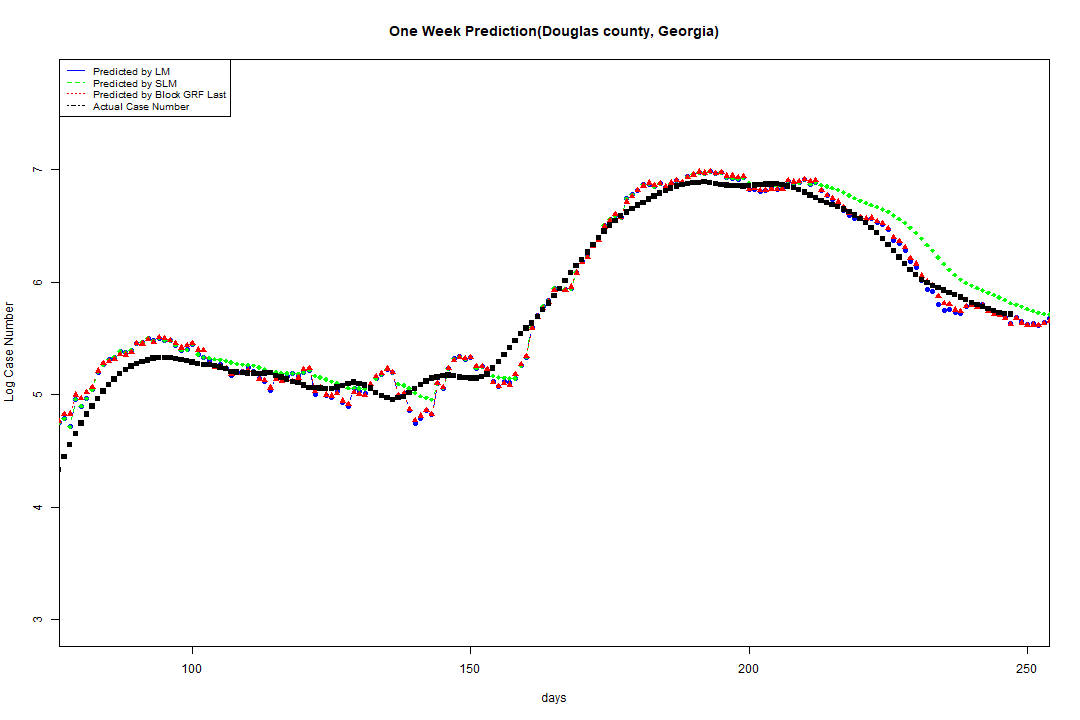 One Week Prediction(Douglas county, Georgia)
Predicted by LM
Predicted by SLM
Predicted by Block GRF Last
Actual Case Number
7
6
5
4
3
Log Case Number
100 150 200 250
days